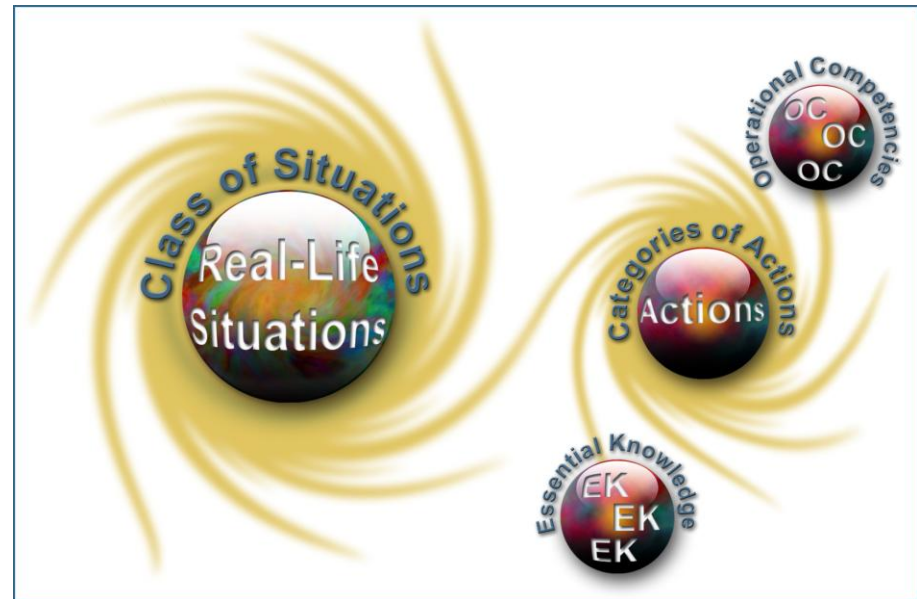 Class of Situations
Real-Life
Situations
Operational Competencies
OC
OC
OC
Categories of Actions
Actions
Essential Knowledge
EK
EK
EK